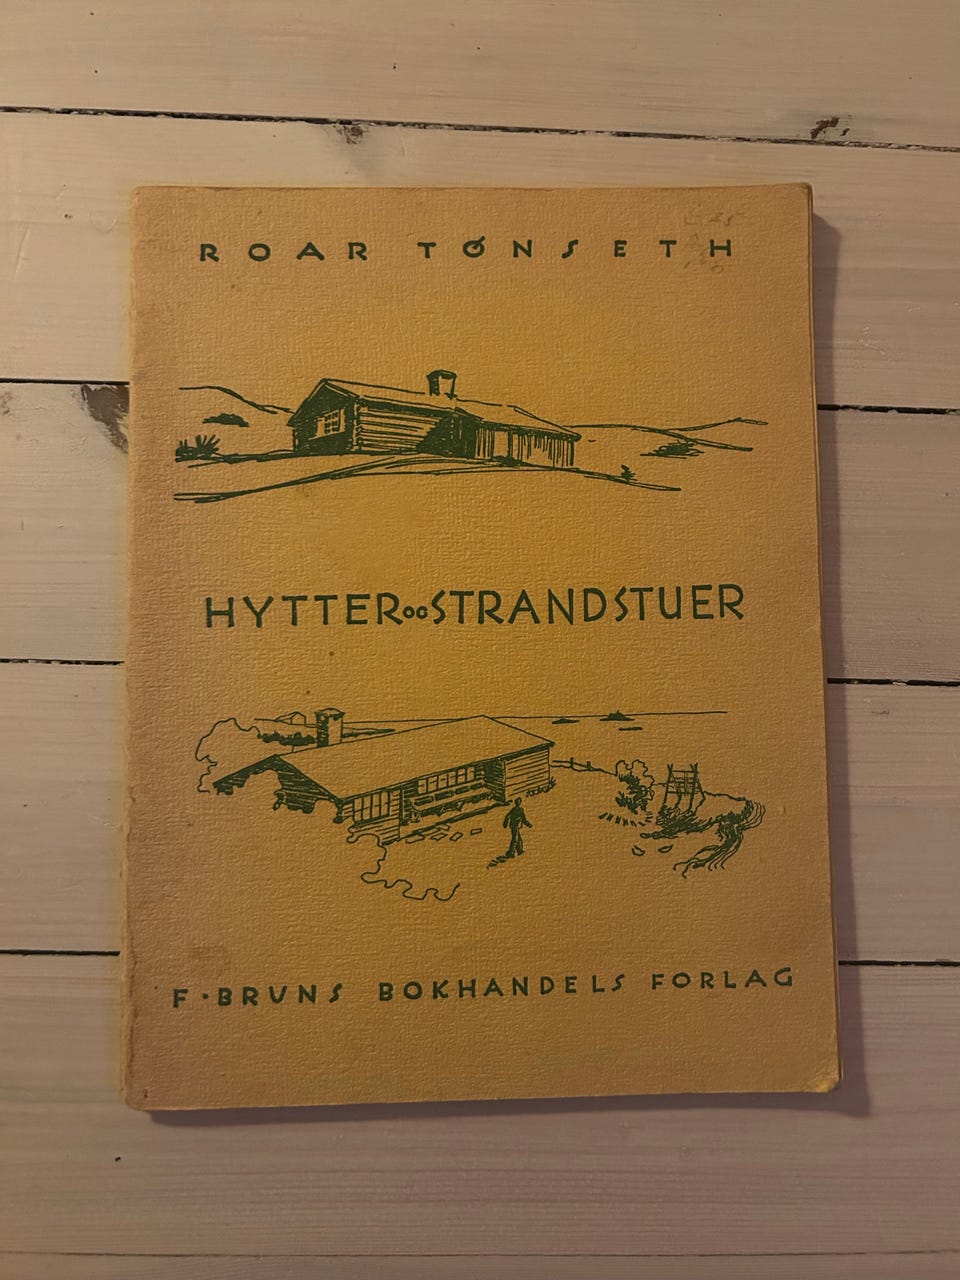 ROAR TØNSETH
HYTTER OG STRANDSTUER
F. BRUNS BOKHANDELS FORLAG